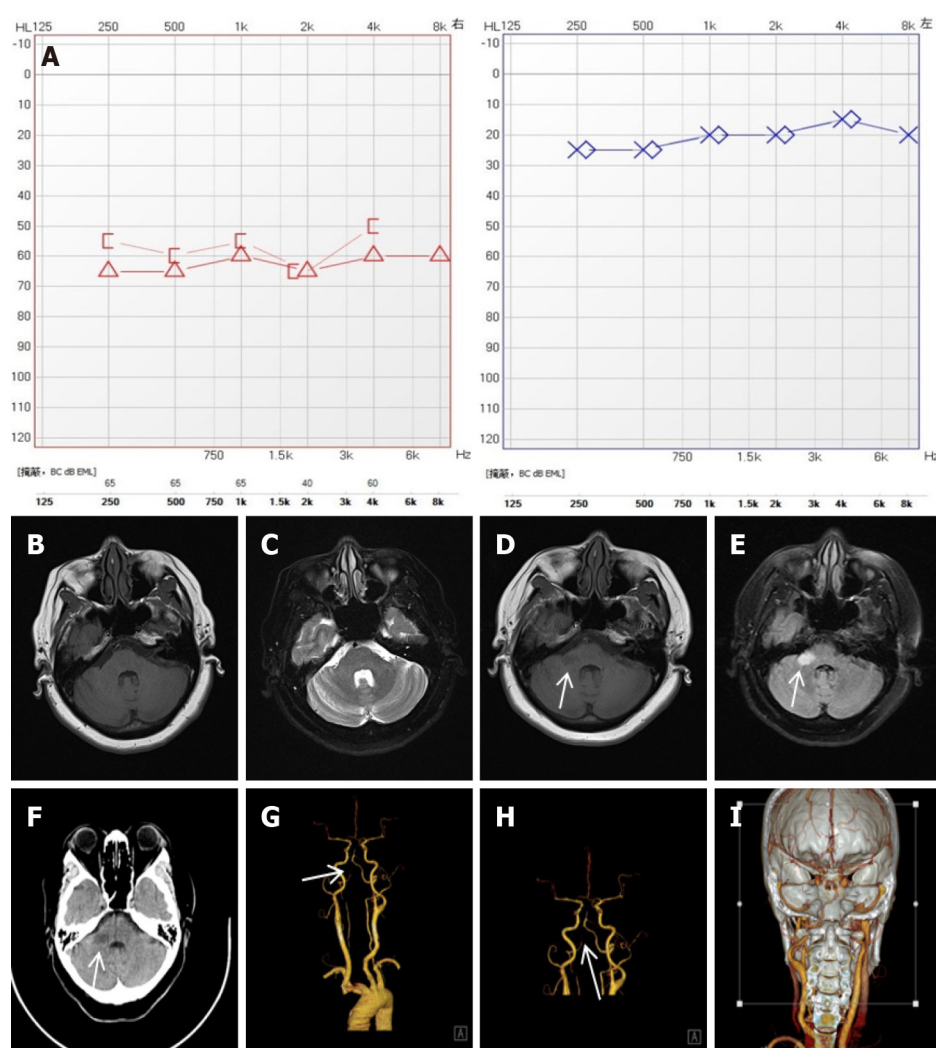 HL 125 250 500 1k 2k 4k 8k 右
HL 125 250 500 1k 2k 4k 8k 左
A
-10
0
10
20
30
40
50
60
70
80
90
100
110
120
-10
0
10
20
30
40
50
60
70
80
90
100
110
120
750 1.5k 3k 6k Hz
750 1.5k 3k 6k Hz
[掩蔽, BC dB EML]
[掩蔽, BC dB EML]
65 65 65 40 60
125 250 500 750 1k 1.5k 2k 3k 4k 6k 8k
125 250 500 750 1k 1.5k 2k 3k 4k 6k 8k
B
C
D
E
F
G
H
I
A
A